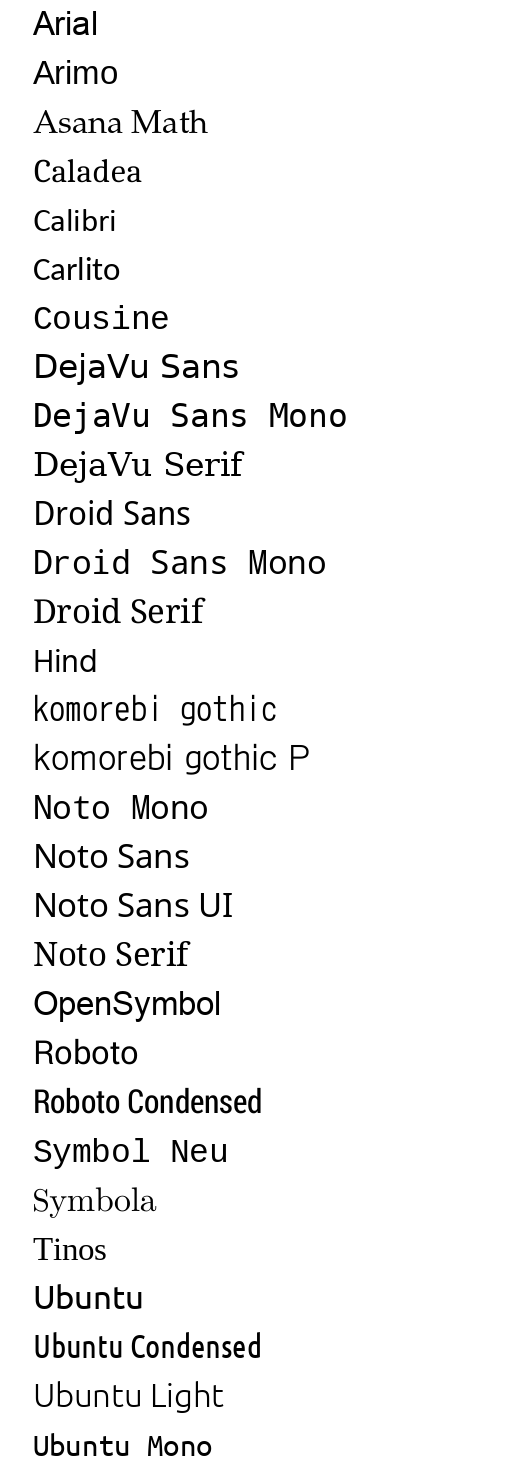 Arial
Arimo
Asana Math
Caladea
Calibri
Carlito
Cousine
DejaVu Sans
DejaVu Sans Mono
DejaVu Serif
Droid Sans
Droid Sans Mono
Droid Serif
Hind
komorebi gothic
komorebi gothic P
Noto Mono
Noto Sans
Noto Sans UI
Noto Serif
OpenSymbol
Roboto
Roboto Condensed
Symbol Neu
Symbola
Tinos
Ubuntu
Ubuntu Condensed
Ubuntu Light
Ubuntu Mono